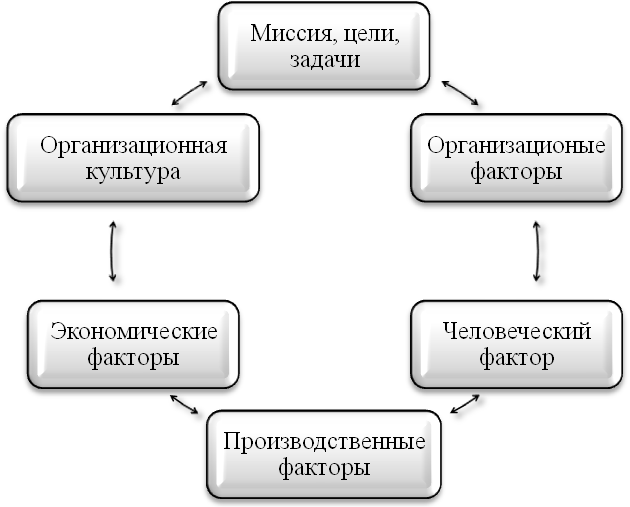 Миссия, цели,
задачи
Организационная
культура
Организационые
факторы
Экономические
факторы
Человеческий
фактор
Производственные
факторы